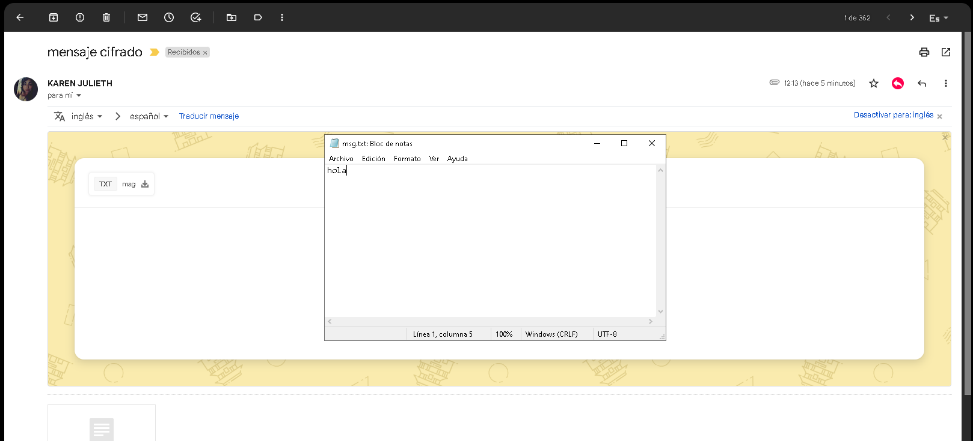 1 de 362
Es
mensaje cifrado
Recibidos x
KAREN JULIETH
12:13 (hace 5 minutos)
para mí
inglés > español Traducir mensaje
Desactivar para: inglés x
TXT msg
msg.txt: Bloc de notas
Archivo Edición Formato Ver Ayuda
hola
Línea 1, columna 5 100% Windows (CRLF) UTF-8